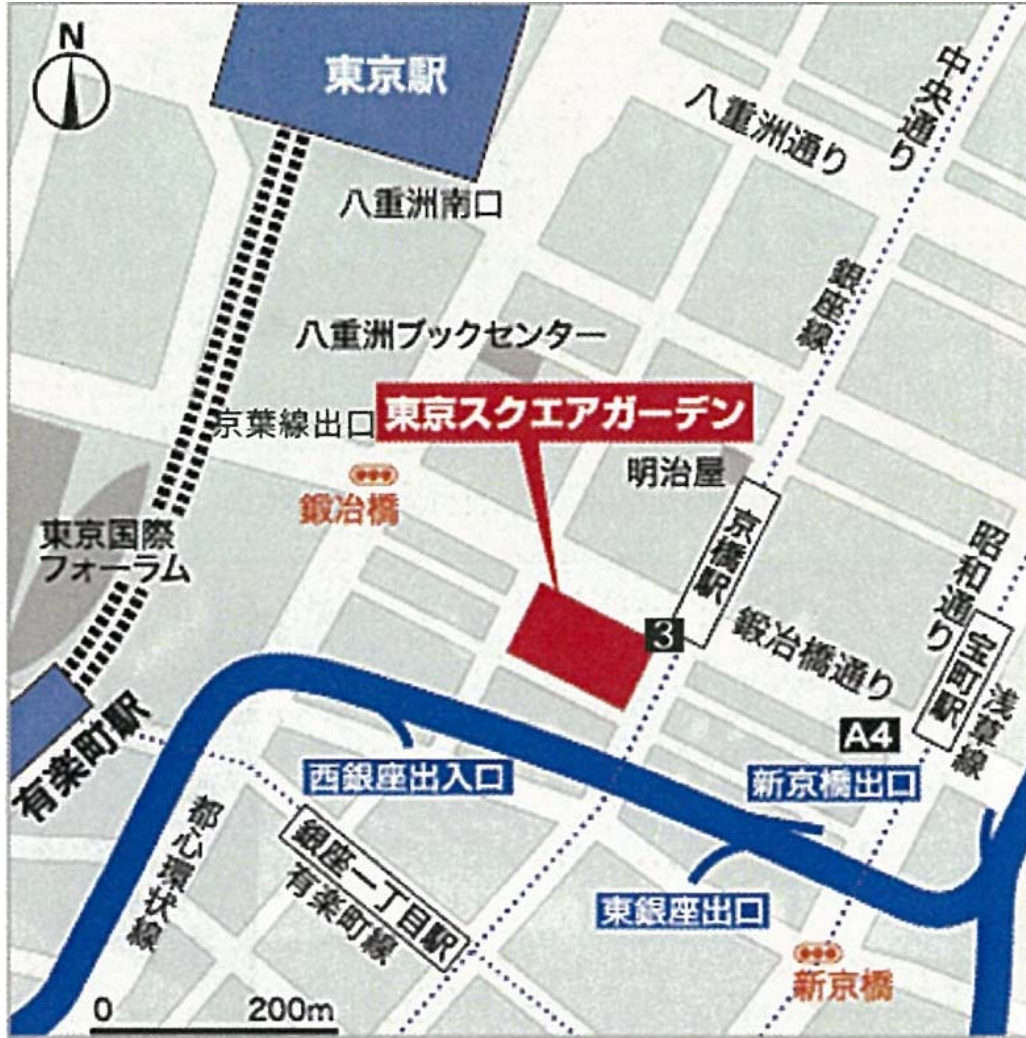 N
東京駅
中央通り
八重洲通り
八重洲南口
銀座線
八重洲ブックセンター
京葉線出口
東京スクエアガーデン
明治屋
鍛冶橋
京橋駅
東京国際
フォーラム
昭和通り
3
鍛冶橋通り
宝町駅
浅草線
有楽町駅
A4
西銀座出入口
新京橋出口
都心環状線
銀座一丁目駅
有楽町線
東銀座出口
新京橋
0 200m